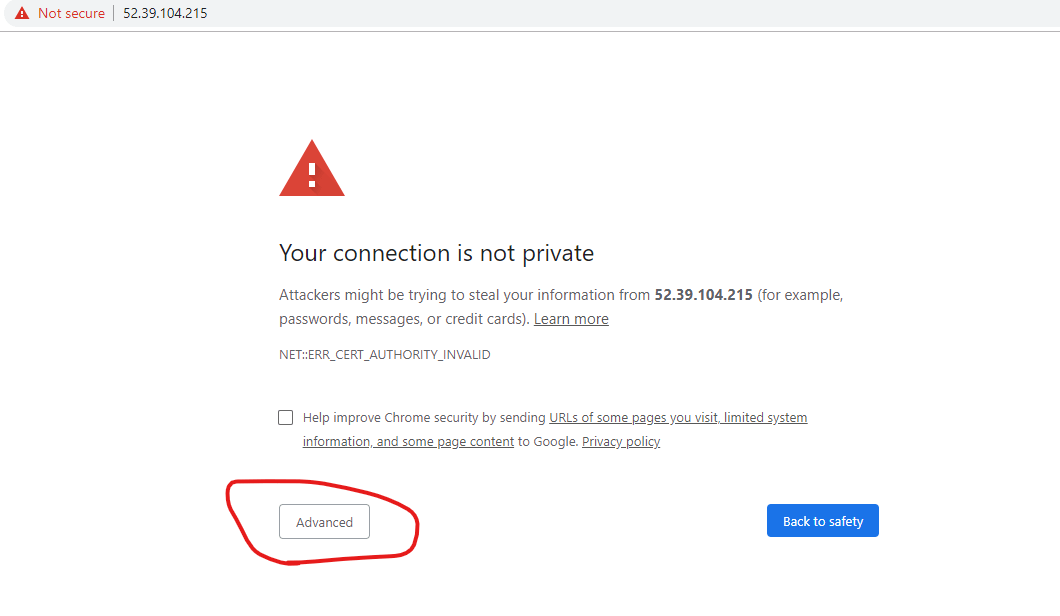 Not secure | 52.39.104.215
Your connection is not private
Attackers might be trying to steal your information from 52.39.104.215 (for example,
passwords, messages, or credit cards). Learn more
NET::ERR_CERT_AUTHORITY_INVALID
Help improve Chrome security by sending URLs of some pages you visit, limited system
information, and some page content to Google. Privacy policy
Advanced
Back to safety